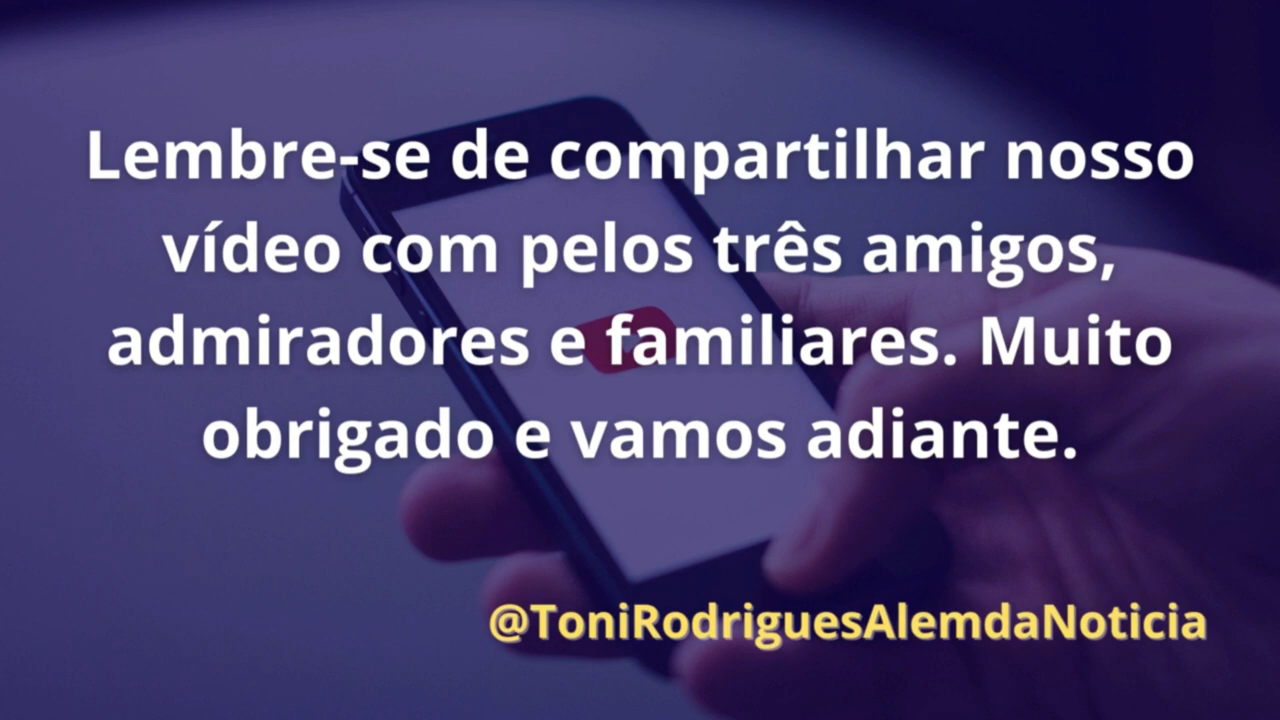 Lembre-se de compartilhar nosso
vídeo com pelos três amigos,
admiradores e familiares. Muito
obrigado e vamos adiante.
@ToniRodriguesAlemdaNoticia